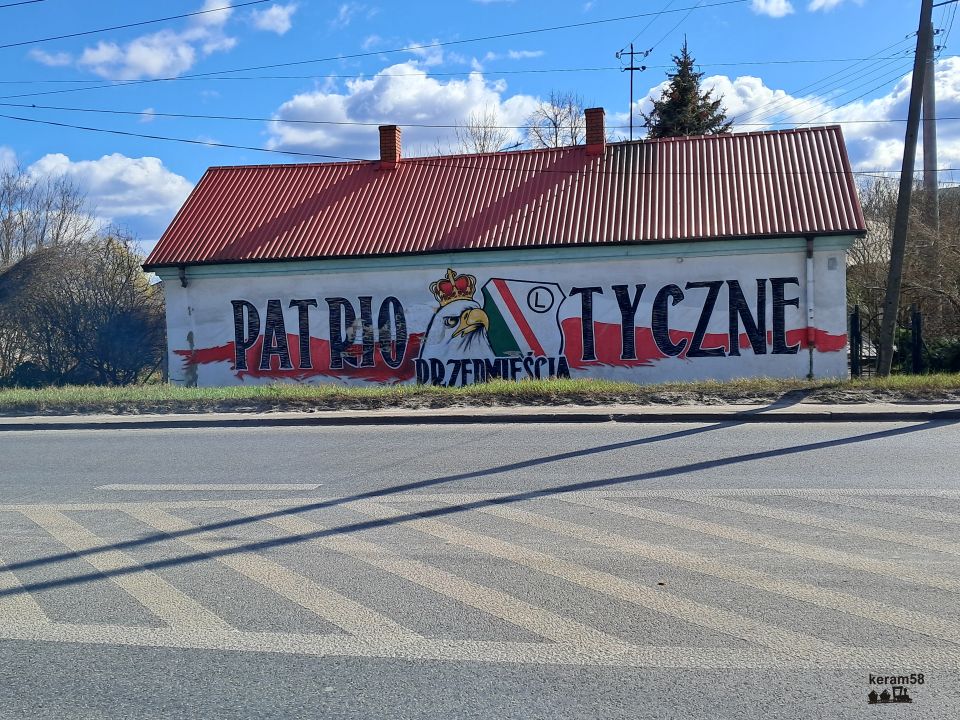 PATRIO TYCZNE
L
PRZEDMIEŚCIA
keram58